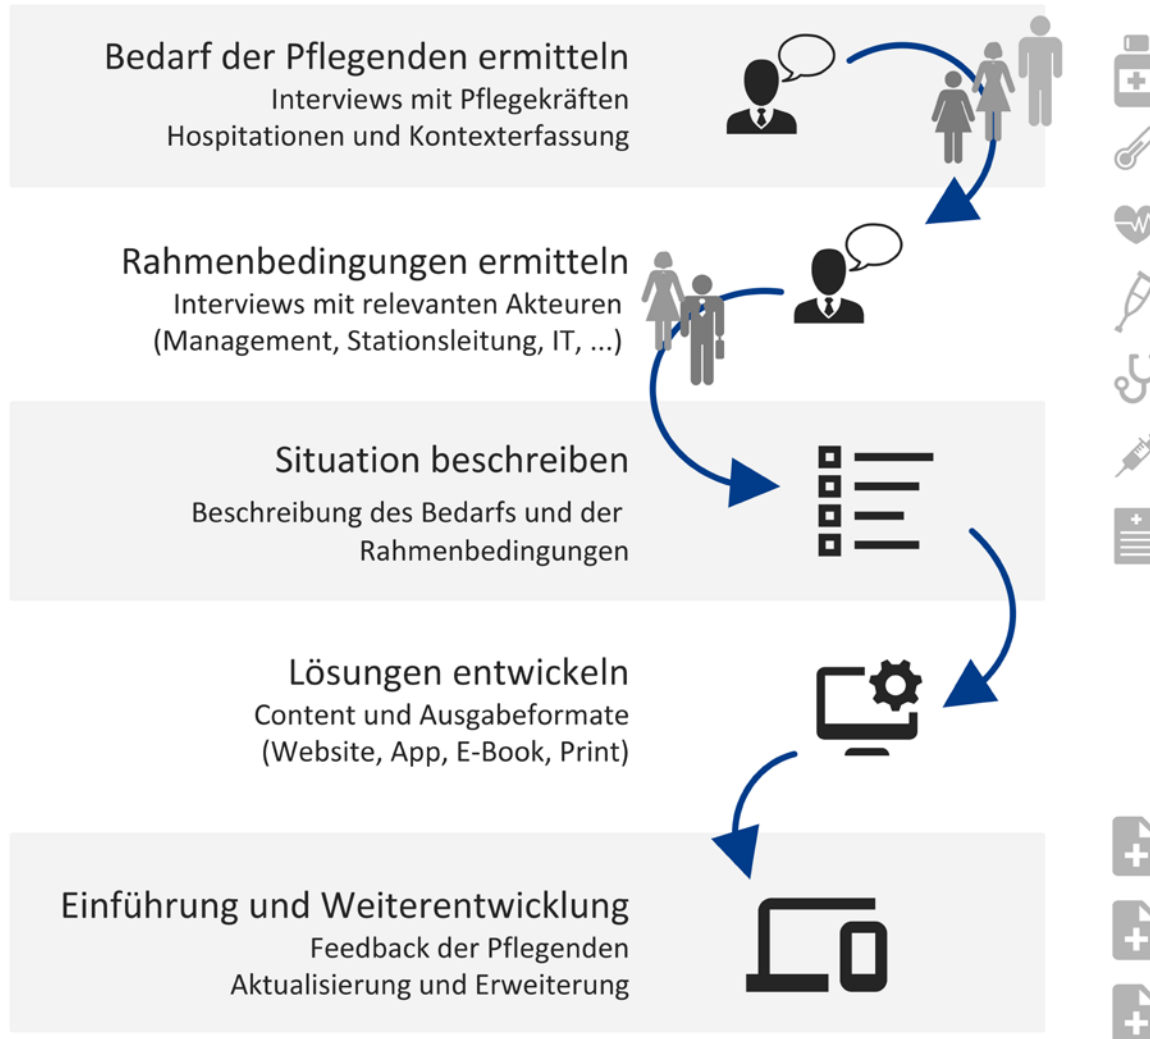 Bedarf der Pflegenden ermitteln
Interviews mit Pflegekräften
Hospitationen und Kontexterfassung
Rahmenbedingungen ermitteln
Interviews mit relevanten Akteuren
(Management, Stationsleitung, IT, ...)
Situation beschreiben
Beschreibung des Bedarfs und der
Rahmenbedingungen
Lösungen entwickeln
Content und Ausgabeformate
(Website, App, E-Book, Print)
Einführung und Weiterentwicklung
Feedback der Pflegenden
Aktualisierung und Erweiterung